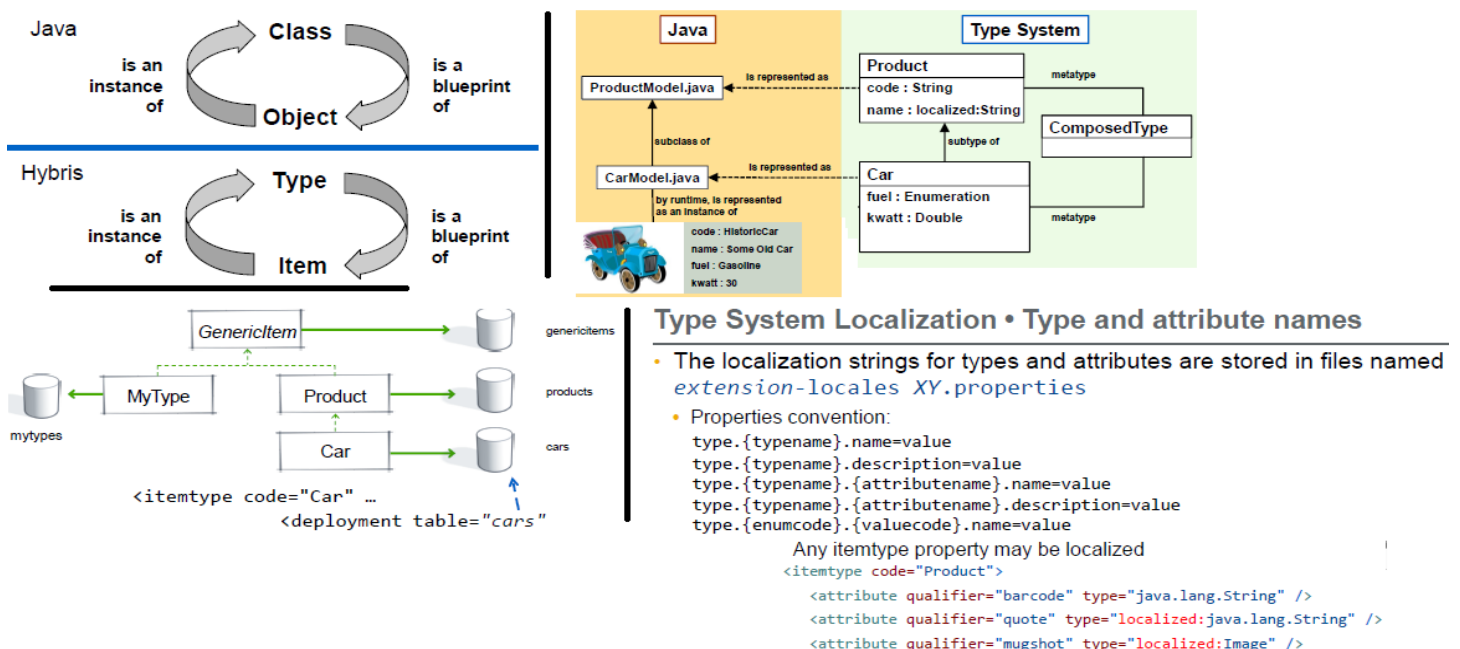 Java
Class
is an
instance
of
is a
blueprint
of
Object
Hybris
Type
is an
instance
of
is a
blueprint
of
Item
Java
Type System
ProductModel.java
is represented as
Product
code : String
name : localized:String
metatype
ComposedType
subclass of
subtype of
CarModel.java
is represented as
Car
fuel : Enumeration
kwatt : Double
metatype
by runtime, is represented
as an instance of
code : HistoricCar
name : Some Old Car
fuel : Gasoline
kwatt : 30
GenericItem
genericitems
MyType
Product
products
mytypes
Car
cars
<itemtype code="Car" …
<deployment table="cars"
Type System Localization • Type and attribute names
• The localization strings for types and attributes are stored in files named
extension-locales XY.properties
• Properties convention:
type.{typename}.name=value
type.{typename}.description=value
type.{typename}.{attributename}.name=value
type.{typename}.{attributename}.description=value
type.{enumcode}.{valuecode}.name=value
Any itemtype property may be localized
<itemtype code="Product">
<attribute qualifier="barcode" type="java.lang.String" />
<attribute qualifier="quote" type="localized:java.lang.String" />
<attribute qualifier="mugshot" type="localized:Image" />